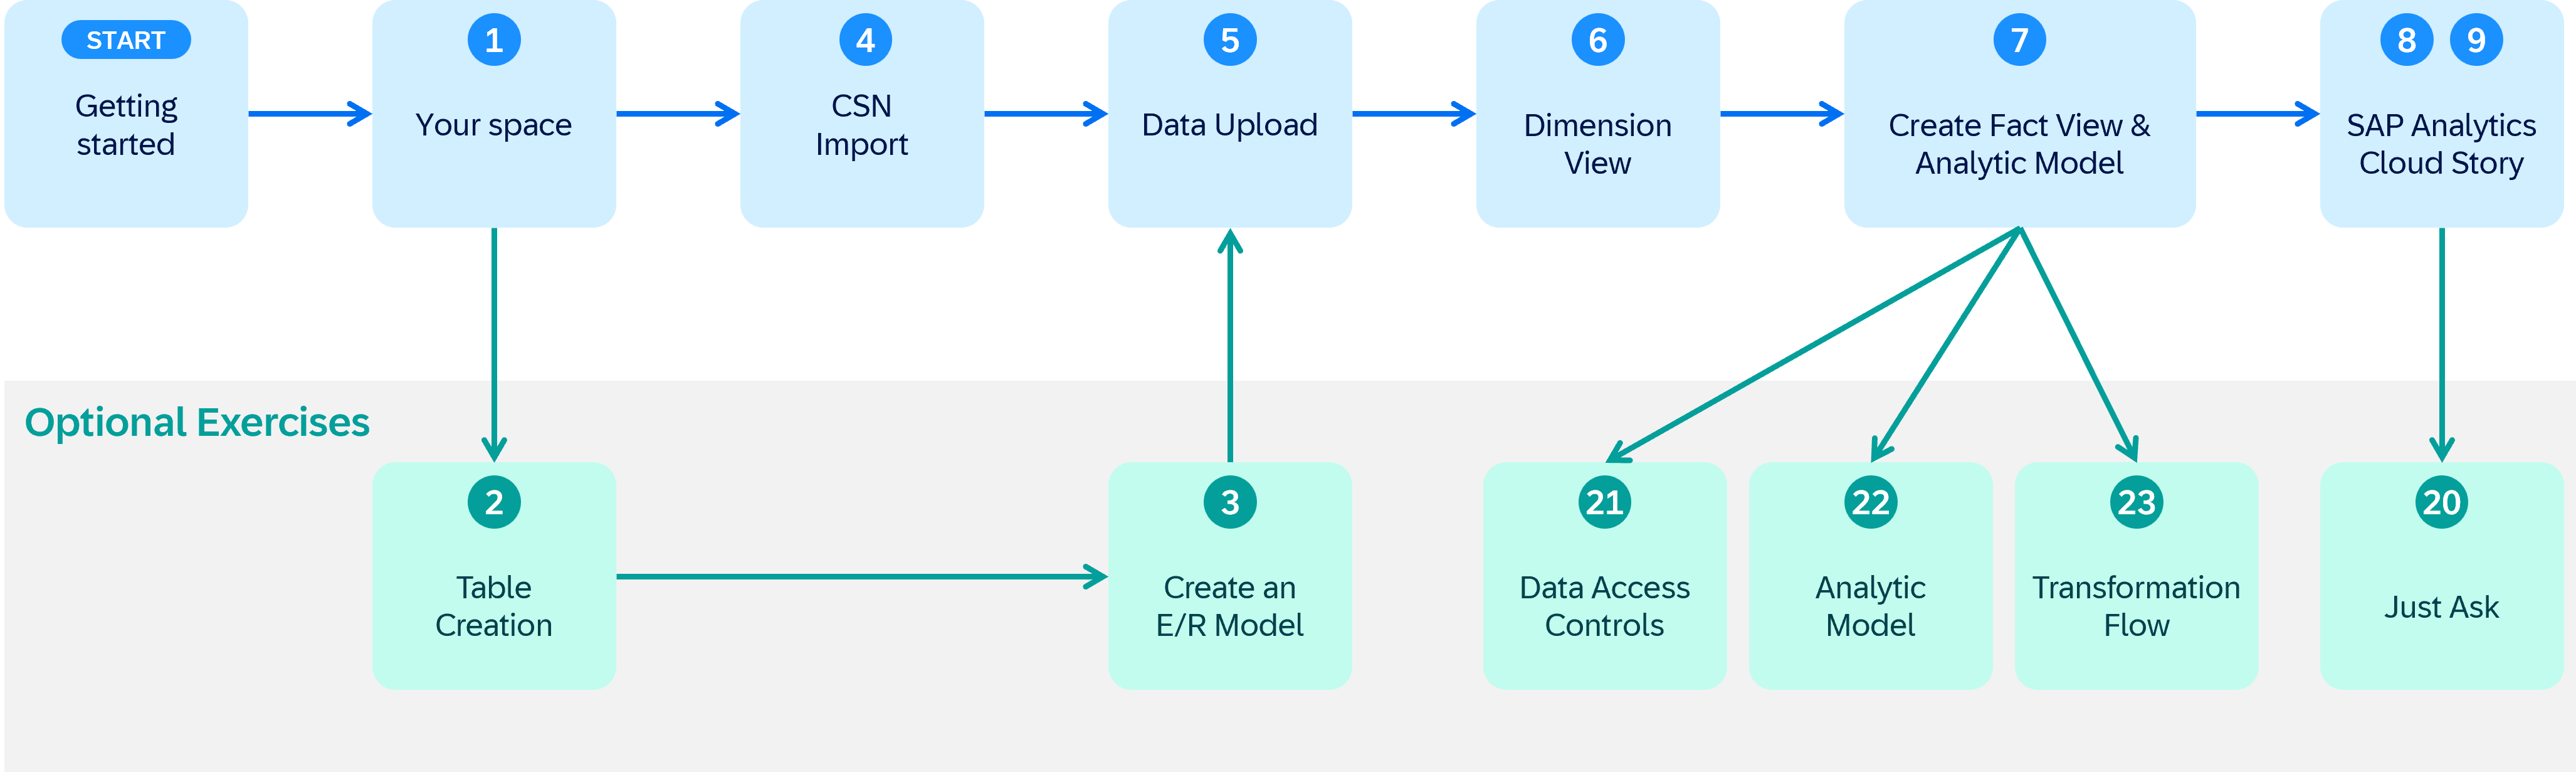 START
Getting
started
1
Your space
4
CSN
Import
5
Data Upload
6
Dimension
View
7
Create Fact View &
Analytic Model
8 9
SAP Analytics
Cloud Story
Optional Exercises
2
Table
Creation
3
Create an
E/R Model
21
Data Access
Controls
22
Analytic
Model
23
Transformation
Flow
20
Just Ask